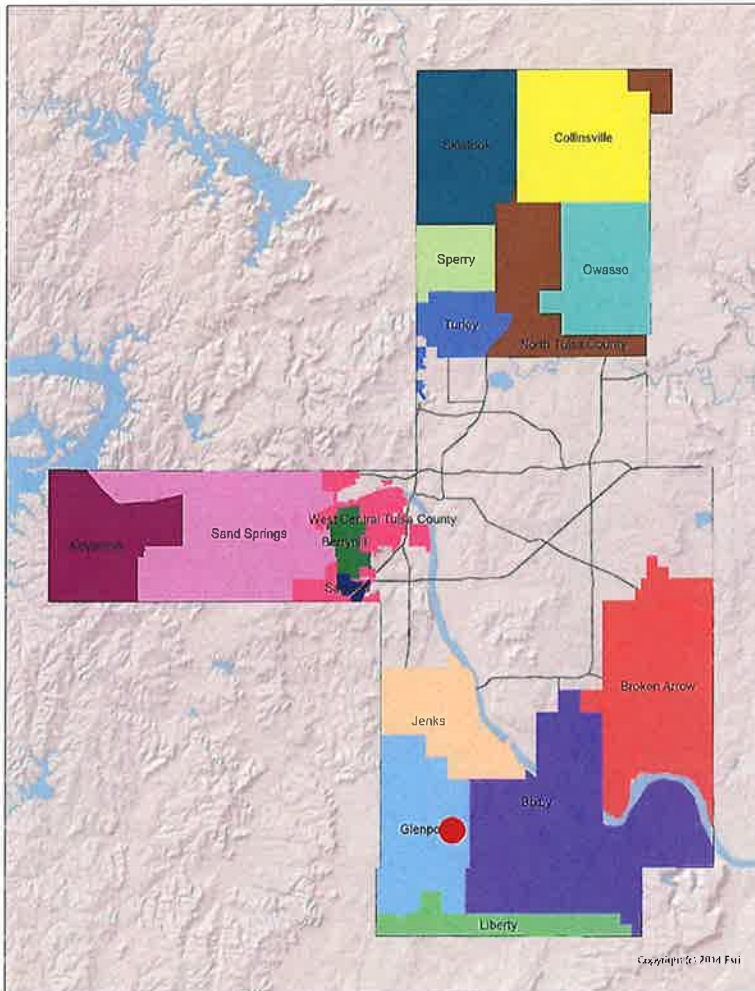 Skiatook
Collinsville
Sperry
Owasso
Turley
North Tulsa County
West Central Tulsa County
Sand Springs
Berryhill
Keystone
Broken Arrow
Jenks
Bixby
Glenpo
Liberty
Copyright (c) 2014 Esri